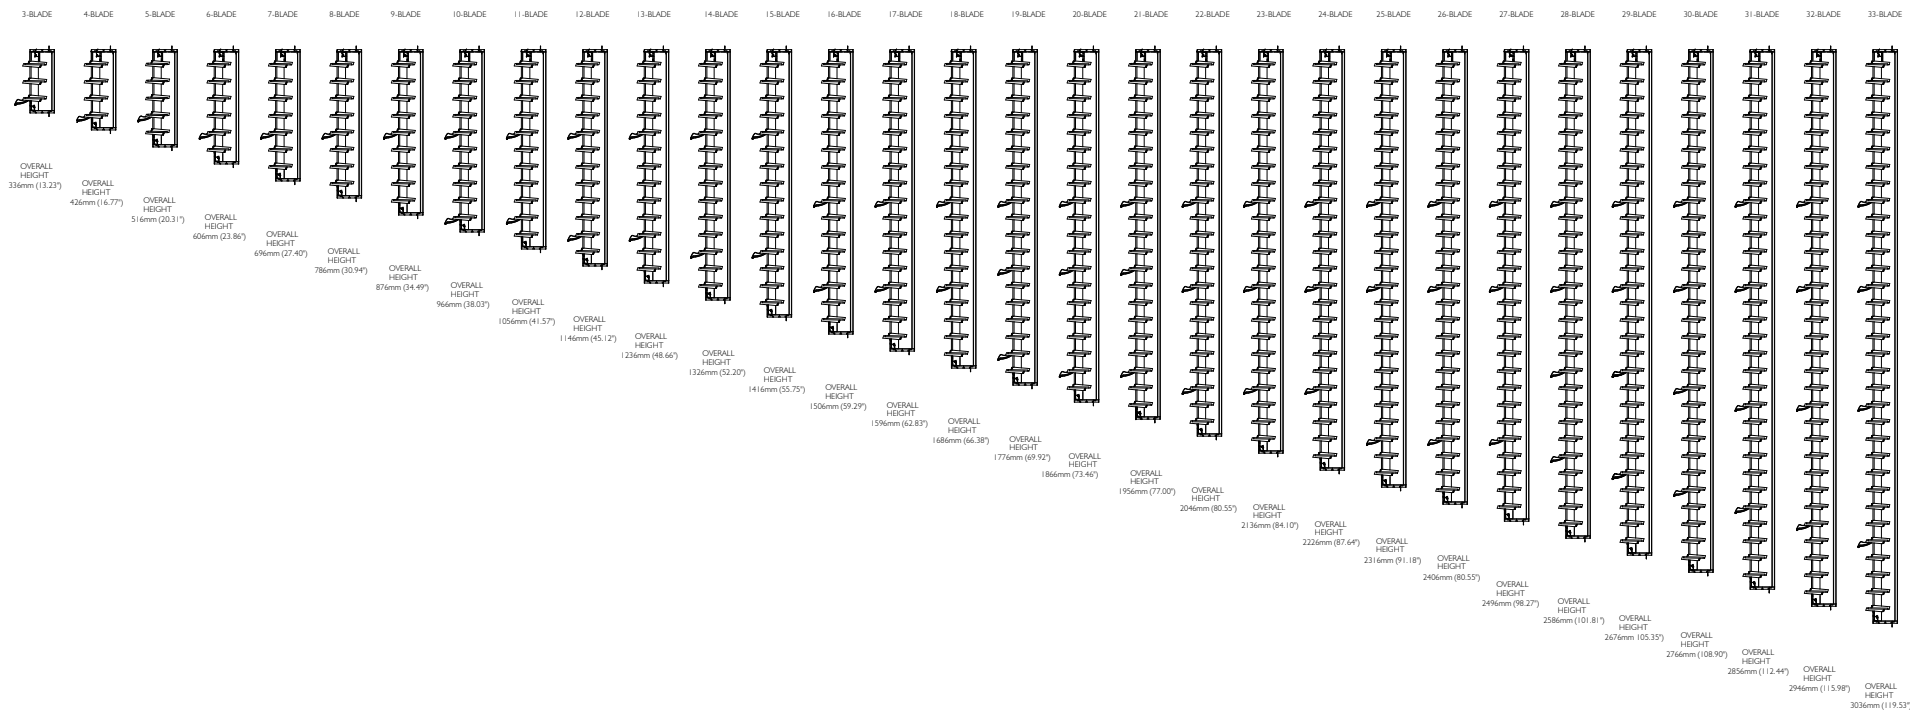 3-BLADE
4-BLADE
5-BLADE
6-BLADE
7-BLADE
8-BLADE
9-BLADE
10-BLADE
11-BLADE
12-BLADE
13-BLADE
14-BLADE
15-BLADE
16-BLADE
17-BLADE
18-BLADE
19-BLADE
20-BLADE
21-BLADE
22-BLADE
23-BLADE
24-BLADE
25-BLADE
26-BLADE
27-BLADE
28-BLADE
29-BLADE
30-BLADE
31-BLADE
32-BLADE
33-BLADE
OVERALL
HEIGHT
336mm (13.23")
OVERALL
HEIGHT
426mm (16.77")
OVERALL
HEIGHT
516mm (20.31")
OVERALL
HEIGHT
606mm (23.86")
OVERALL
HEIGHT
696mm (27.40")
OVERALL
HEIGHT
786mm (30.94")
OVERALL
HEIGHT
876mm (34.49")
OVERALL
HEIGHT
966mm (38.03")
OVERALL
HEIGHT
1056mm (41.57")
OVERALL
HEIGHT
1146mm (45.12")
OVERALL
HEIGHT
1236mm (48.66")
OVERALL
HEIGHT
1326mm (52.20")
OVERALL
HEIGHT
1416mm (55.75")
OVERALL
HEIGHT
1506mm (59.29")
OVERALL
HEIGHT
1596mm (62.83")
OVERALL
HEIGHT
1686mm (66.38")
OVERALL
HEIGHT
1776mm (69.92")
OVERALL
HEIGHT
1866mm (73.46")
OVERALL
HEIGHT
1956mm (77.00")
OVERALL
HEIGHT
2046mm (80.55")
OVERALL
HEIGHT
2136mm (84.10")
OVERALL
HEIGHT
2226mm (87.64")
OVERALL
HEIGHT
2316mm (91.18")
OVERALL
HEIGHT
2406mm (80.55")
OVERALL
HEIGHT
2496mm (98.27")
OVERALL
HEIGHT
2586mm (101.81")
OVERALL
HEIGHT
2676mm 105.35")
OVERALL
HEIGHT
2766mm (108.90")
OVERALL
HEIGHT
2856mm (112.44")
OVERALL
HEIGHT
2946mm (115.98")
OVERALL
HEIGHT
3036mm (119.53"